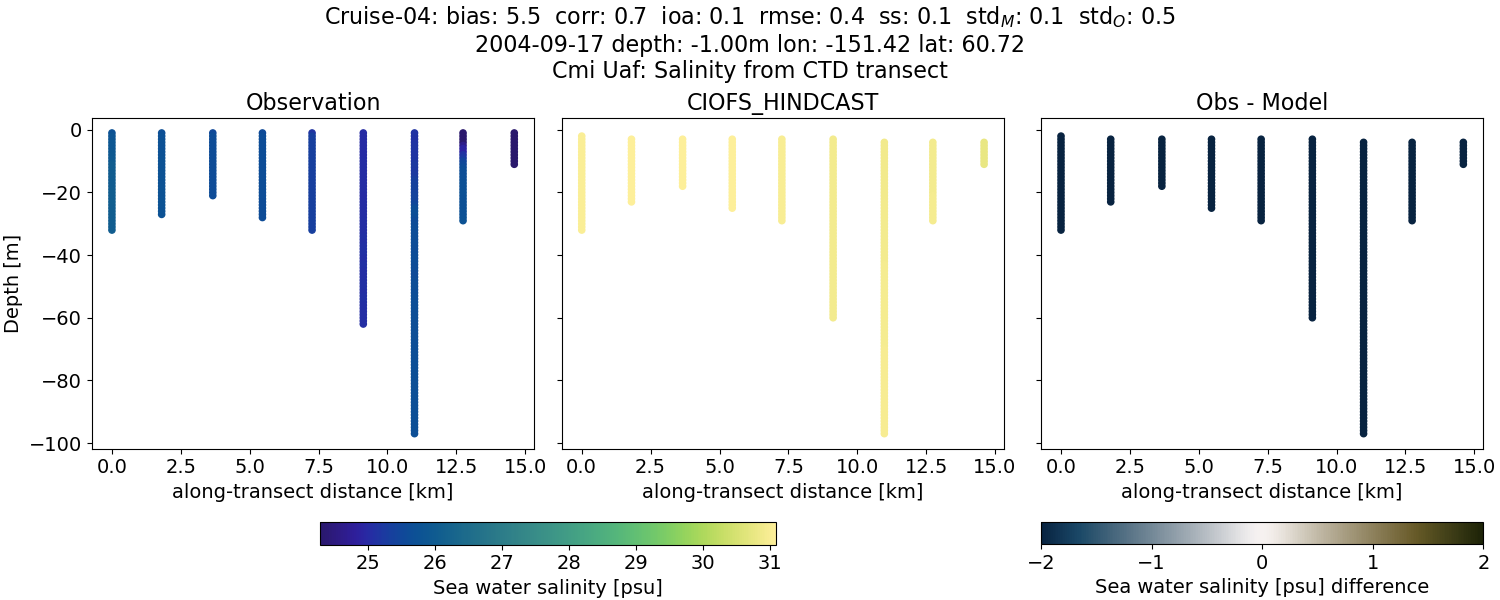 Cruise-04: bias: 5.5  corr: 0.7  ioa: 0.1  rmse: 0.4  ss: 0.1  std_M: 0.1  std_O: 0.5
2004-09-17 depth: -1.00m lon: -151.42 lat: 60.72
Cmi Uaf: Salinity from CTD transect
Observation CIOFS_HINDCAST Obs - Model
Depth [m]
0
−20
−40
−60
−80
−100
0.0 2.5 5.0 7.5 10.0 12.5 15.0
along-transect distance [km]
0.0 2.5 5.0 7.5 10.0 12.5 15.0
along-transect distance [km]
0.0 2.5 5.0 7.5 10.0 12.5 15.0
along-transect distance [km]
25 26 27 28 29 30 31
Sea water salinity [psu]
−2 −1 0 1 2
Sea water salinity [psu] difference